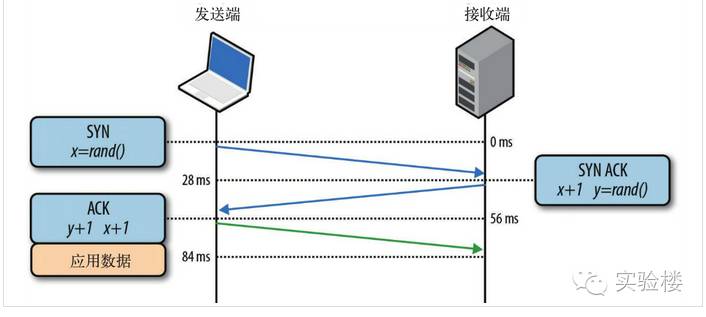 发送端
接收端
SYN
x=rand()
0 ms
28 ms
SYN ACK
x+1 y=rand()
ACK
y+1 x+1
56 ms
应用数据
84 ms
实验楼